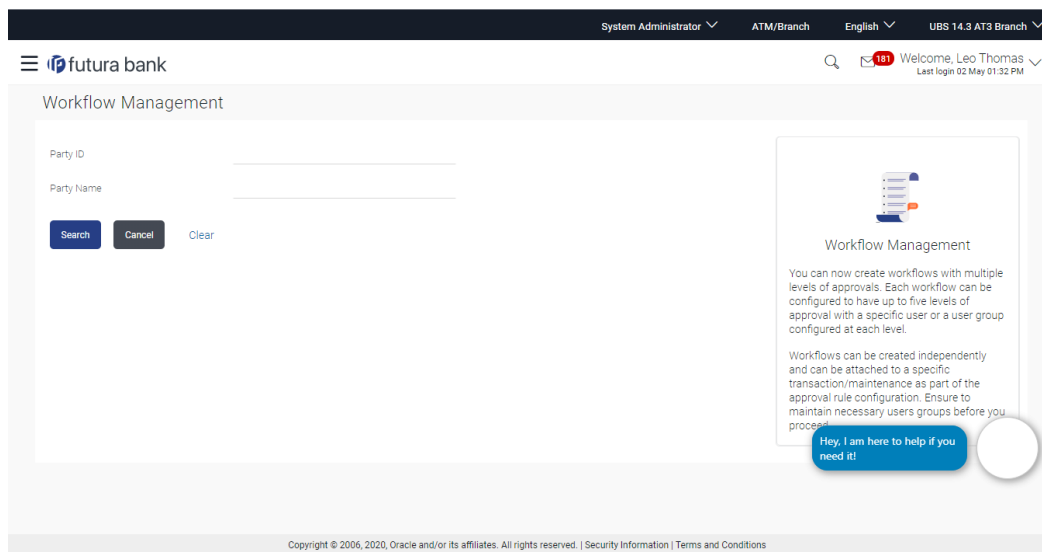 System Administrator ATM/Branch English UBS 14.3 AT3 Branch
futura bank
181
Welcome, Leo Thomas
Last login 02 May 01:32 PM
Workflow Management
Party ID
Party Name
Search Cancel Clear
Workflow Management
You can now create workflows with multiple
levels of approvals. Each workflow can be
configured to have up to five levels of
approval with a specific user or a user group
configured at each level.
Workflows can be created independently
and can be attached to a specific
transaction/maintenance as part of the
approval rule configuration. Ensure to
maintain necessary users groups before you
proceed
Hey, I am here to help if you
need it!
Copyright © 2006, 2020, Oracle and/or its affiliates. All rights reserved. | Security Information | Terms and Conditions